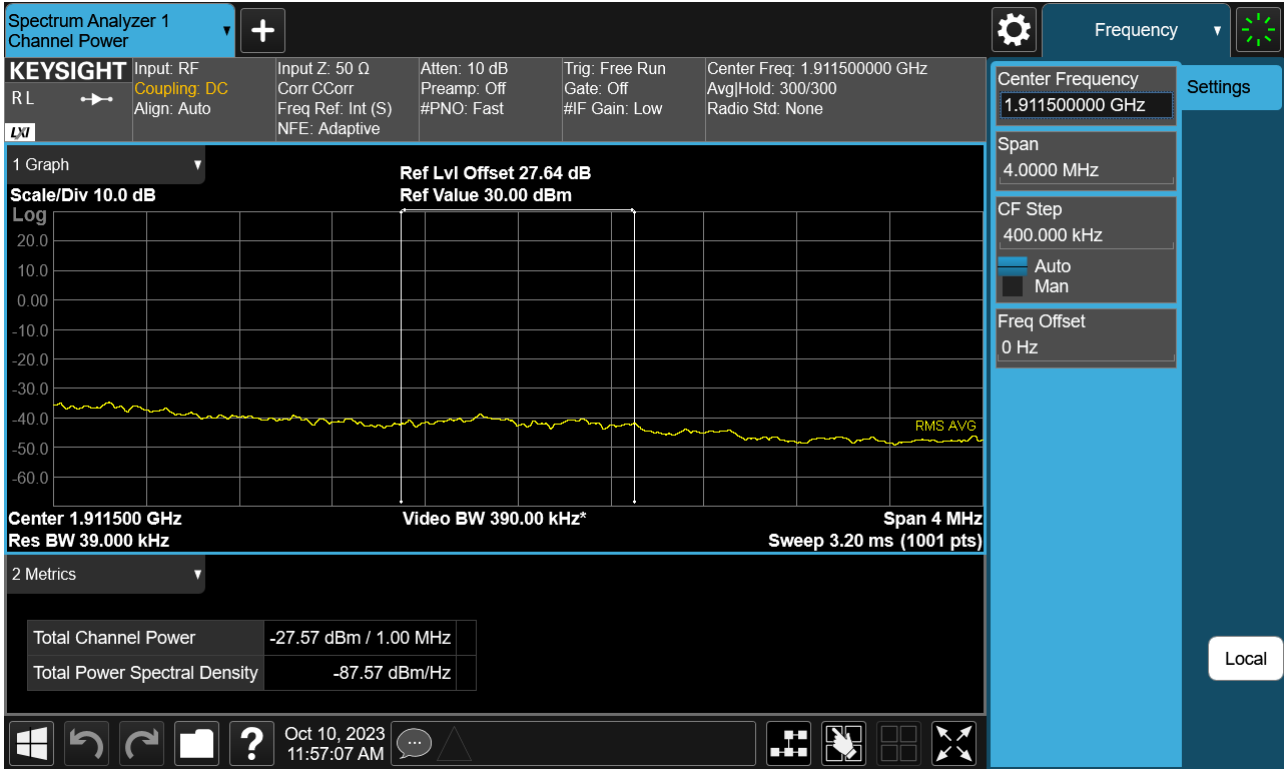 Spectrum Analyzer 1
Channel Power
Frequency
KEYSIGHT
R L
LXI
Input: RF
Coupling: DC
Align: Auto
Input Z: 50 Ω
Corr CCorr
Freq Ref: Int (S)
NFE: Adaptive
Atten: 10 dB
Preamp: Off
#PNO: Fast
Trig: Free Run
Gate: Off
#IF Gain: Low
Center Freq: 1.911500000 GHz
Avg|Hold: 300/300
Radio Std: None
1 Graph
Scale/Div 10.0 dB
Ref Lvl Offset 27.64 dB
Ref Value 30.00 dBm
Log
20.0
10.0
0.00
-10.0
-20.0
-30.0
-40.0
-50.0
-60.0
RMS AVG
Center 1.911500 GHz
Video BW 390.00 kHz*
Span 4 MHz
Res BW 39.000 kHz
Sweep 3.20 ms (1001 pts)
2 Metrics
Total Channel Power -27.57 dBm / 1.00 MHz
Total Power Spectral Density -87.57 dBm/Hz
Oct 10, 2023
11:57:07 AM
Center Frequency
1.911500000 GHz
Span
4.0000 MHz
CF Step
400.000 kHz
Auto
Man
Freq Offset
0 Hz
Settings
Local